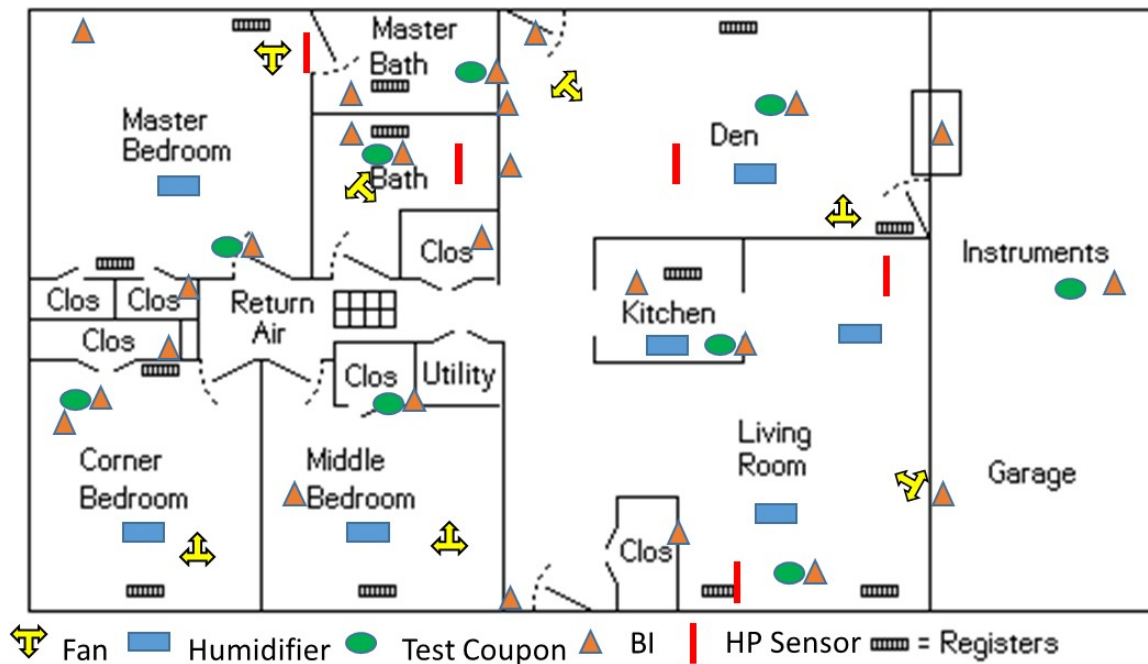 Master
Bath
Master
Bedroom
Den
Bath
Clos
Instruments
Clos
Clos
Return
Air
Kitchen
Clos
Clos
Utility
Corner
Bedroom
Middle
Bedroom
Living
Room
Garage
Clos
Fan
Humidifier
Test Coupon
BI
HP Sensor
= Registers